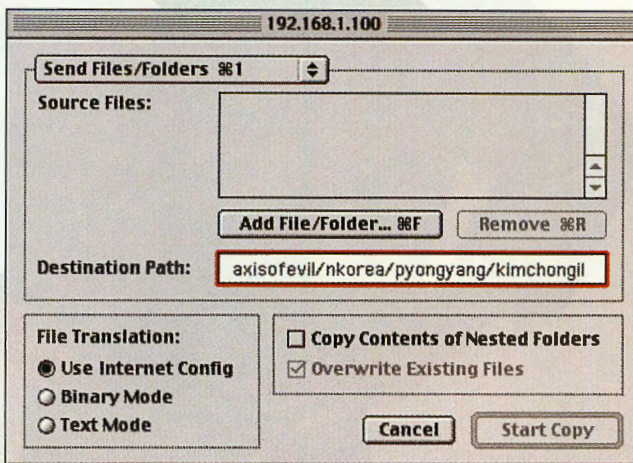 192.168.1.100
Send Files/Folders ⌘1
Source Files:
Add File/Folder... ⌘F
Remove ⌘R
Destination Path:
axisofevil/nkorea/pyongyang/kimchongil
File Translation:
Use Internet Config
Binary Mode
Text Mode
Copy Contents of Nested Folders
Overwrite Existing Files
Cancel
Start Copy